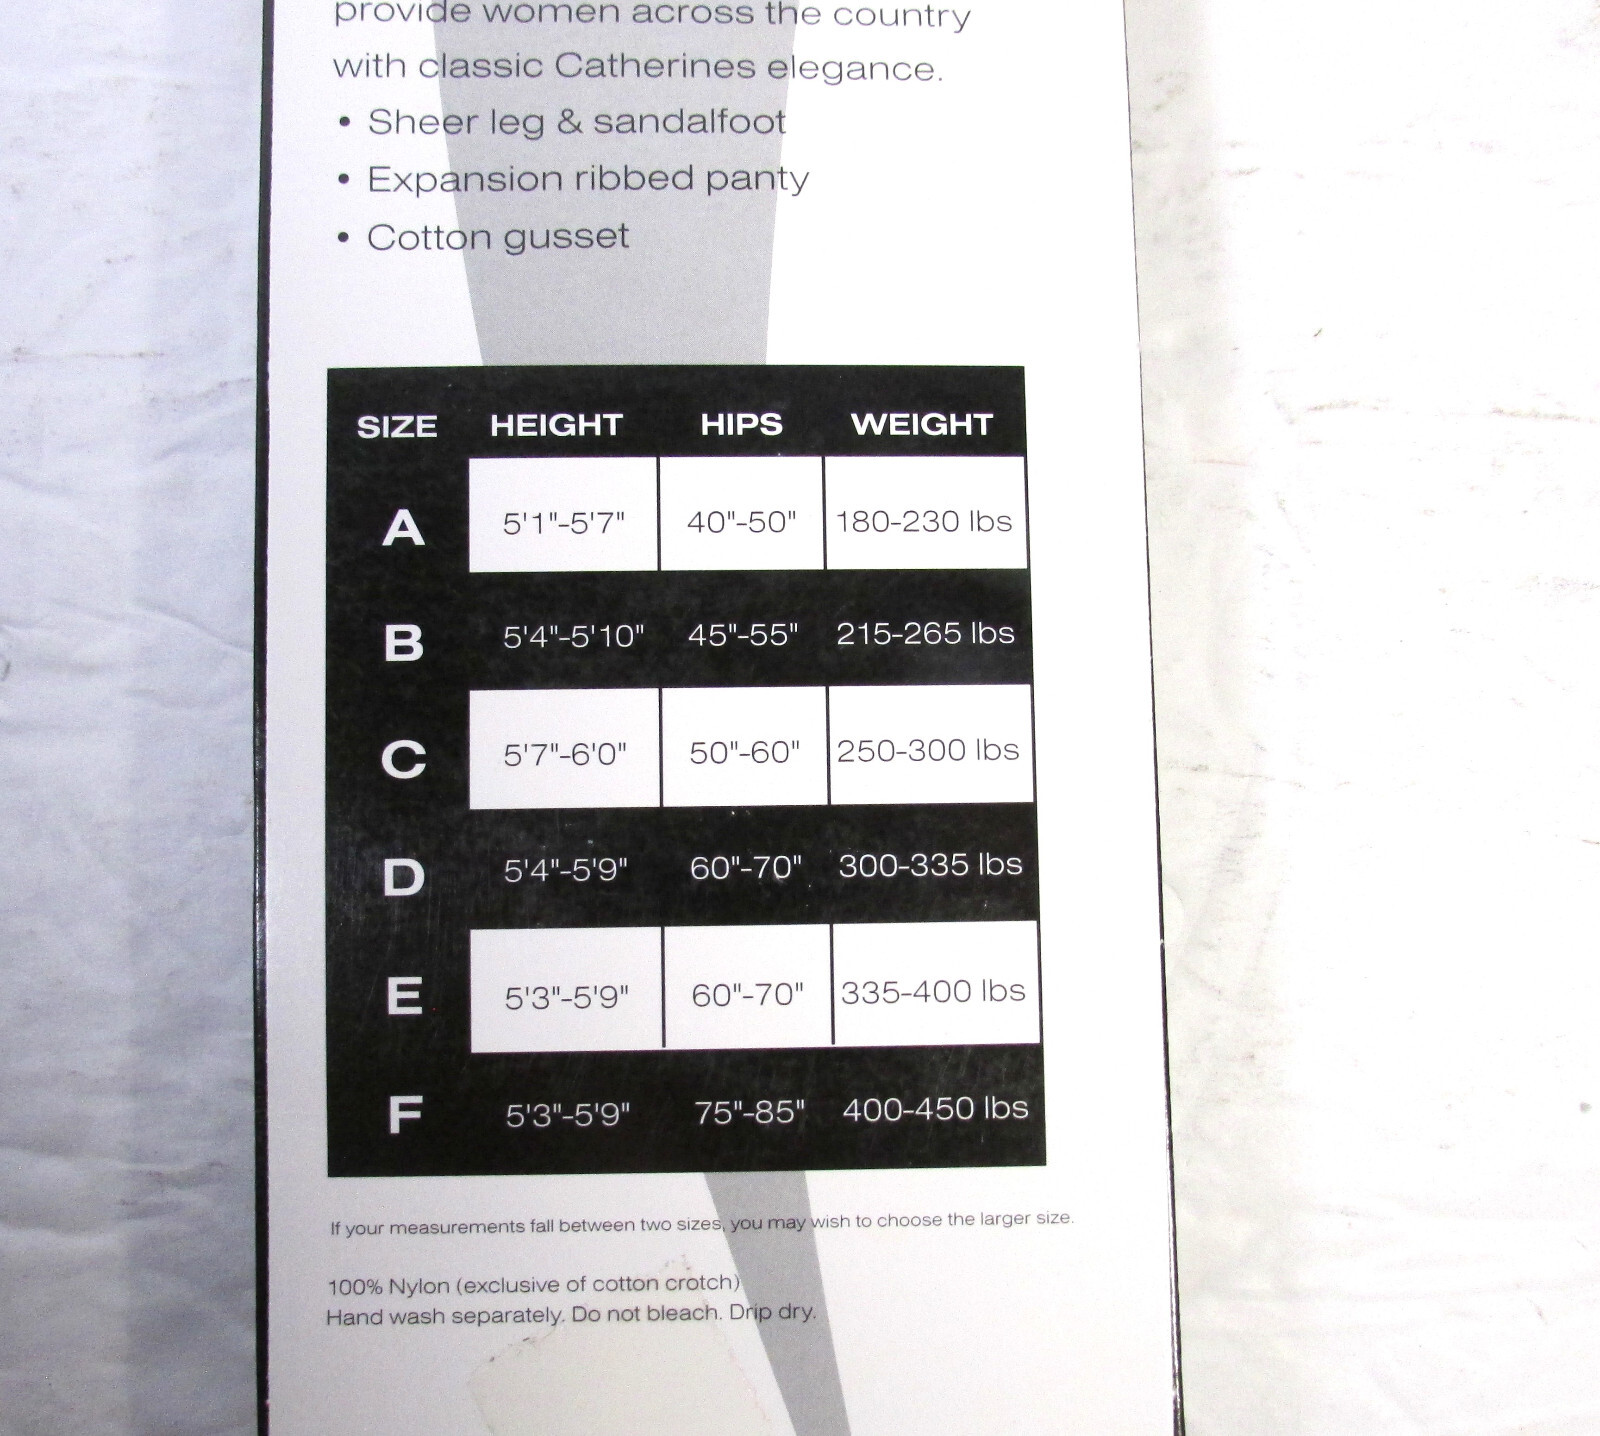 provide women across the country
with classic Catherines elegance.
• Sheer leg & sandalfoot
• Expansion ribbed panty
• Cotton gusset
SIZE HEIGHT HIPS WEIGHT
A 5'1"-5'7" 40"-50" 180-230 lbs
B 5'4"-5'10" 45"-55" 215-265 lbs
C 5'7"-6'0" 50"-60" 250-300 lbs
D 5'4"-5'9" 60"-70" 300-335 lbs
E 5'3"-5'9" 60"-70" 335-400 lbs
F 5'3"-5'9" 75"-85" 400-450 lbs
If your measurements fall between two sizes, you may wish to choose the larger size.
100% Nylon (exclusive of cotton crotch)
Hand wash separately. Do not bleach. Drip dry.